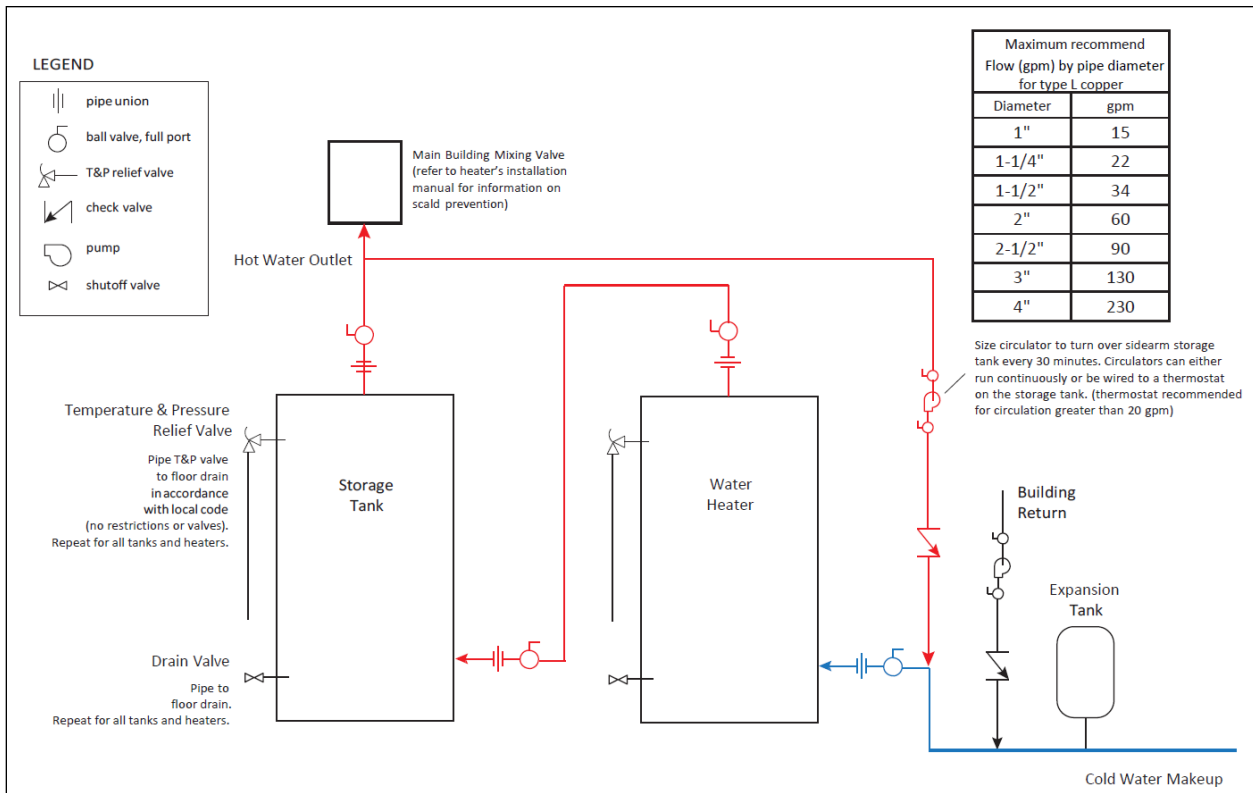 LEGEND
pipe union
ball valve, full port
T&P relief valve
check valve
pump
shutoff valve
Main Building Mixing Valve
(refer to heater's installation
manual for information on
scald prevention)
Hot Water Outlet
Maximum recommend
Flow (gpm) by pipe diameter
for type L copper
Diameter gpm
1" 15
1-1/4" 22
1-1/2" 34
2" 60
2-1/2" 90
3" 130
4" 230
Size circulator to turn over sidearm storage
tank every 30 minutes. Circulators can either
run continuously or be wired to a thermostat
on the storage tank. (thermostat recommended
for circulation greater than 20 gpm)
Temperature & Pressure
Relief Valve
Pipe T&P valve
to floor drain
in accordance
with local code
(no restrictions or valves).
Repeat for all tanks and heaters.
Storage
Tank
Water
Heater
Building
Return
Expansion
Tank
Drain Valve
Pipe to
floor drain.
Repeat for all tanks and heaters.
Cold Water Makeup